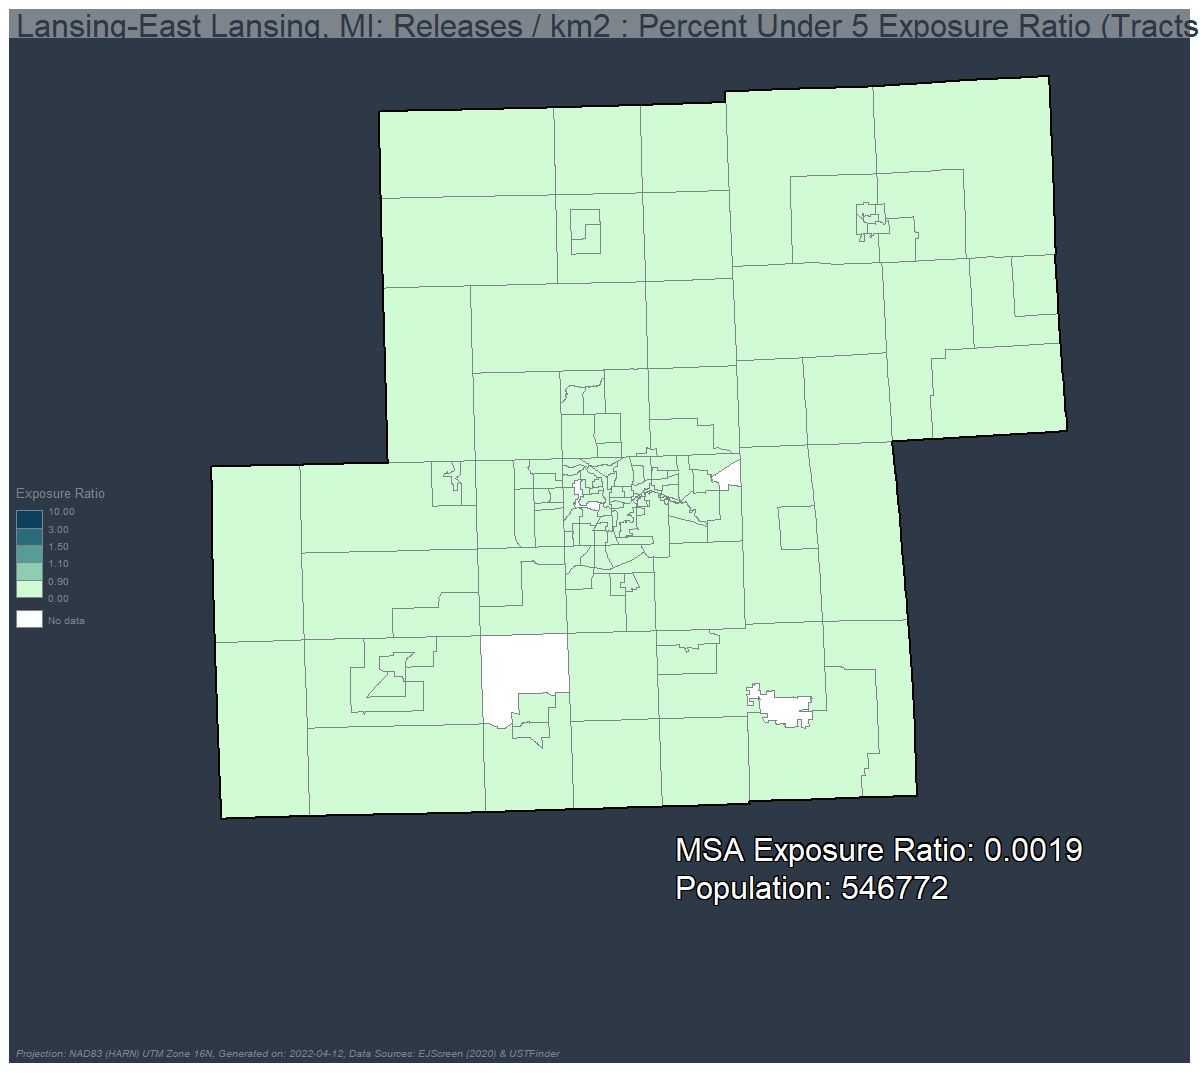 Lansing-East Lansing, MI: Releases / km2 : Percent Under 5 Exposure Ratio (Tracts
Exposure Ratio
10.00
3.00
1.50
1.10
0.90
0.00
No data
MSA Exposure Ratio: 0.0019
Population: 546772
Projection: NAD83 (HARN) UTM Zone 16N, Generated on: 2022-04-12, Data Sources: EJScreen (2020) & USTFinder